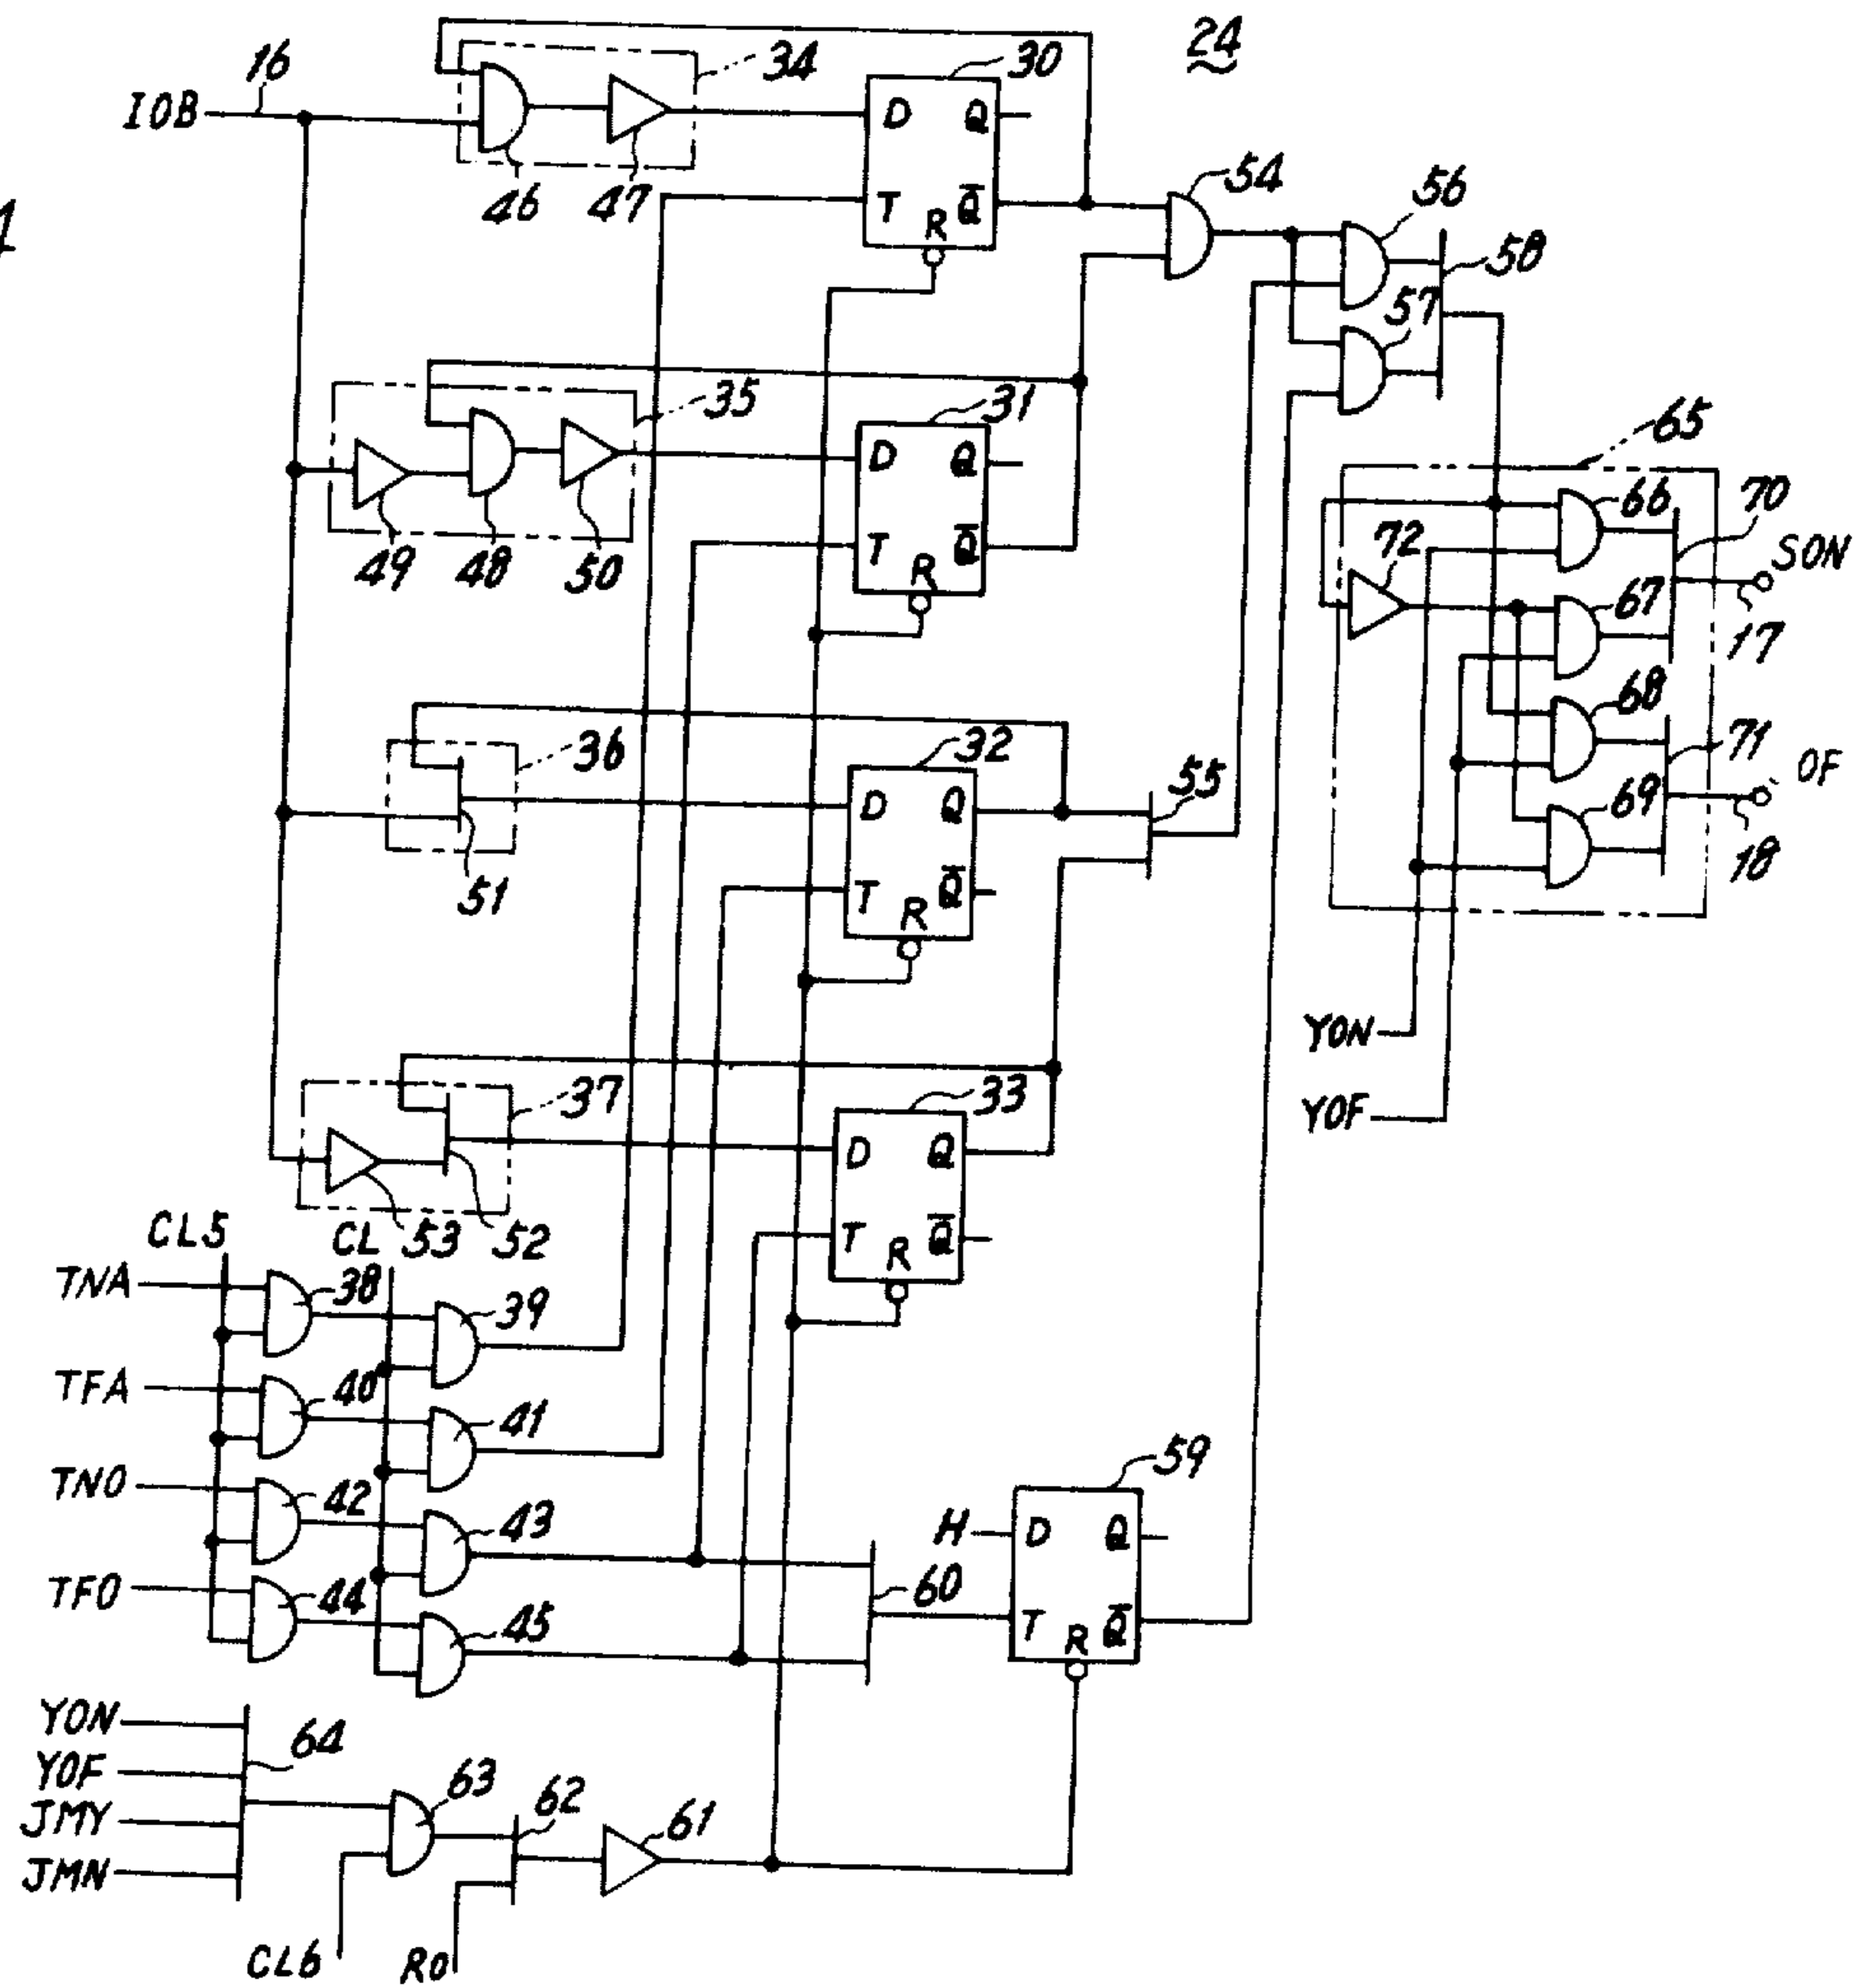 24
16
IOB
34
30
D Q
46
47
T R Q̅
54
56
58
57
1
35
31
D Q
49
48
50
T R Q̅
65
66
70
72
SON
67
17
68
71
OF
69
18
36
32
55
D Q
51
T R Q̅
YON
YOF
37
33
D Q
53
52
T R Q̅
CL5
CL
TNA
38
39
TFA
40
41
TNO
42
43
TFO
44
45
59
H
D Q
60
T R Q̅
YON
64
YOF
JMY
JMN
63
62
61
CL6
RO